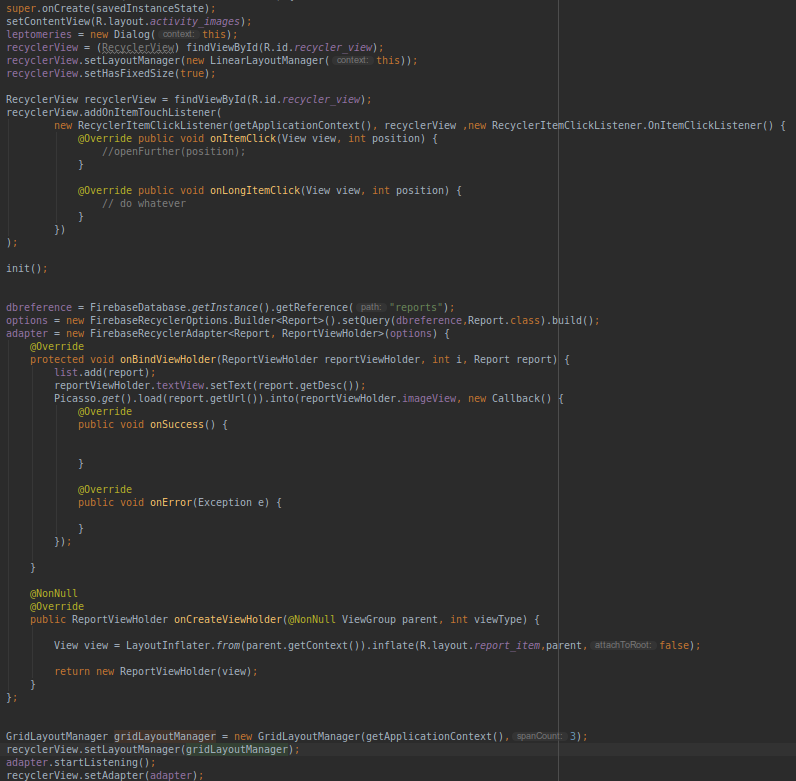 super.onCreate(savedInstanceState);
setContentView(R.layout.activity_images);
leptomeries = new Dialog( context: this);
recyclerView = (RecyclerView) findViewById(R.id.recycler_view);
recyclerView.setLayoutManager(new LinearLayoutManager( context: this));
recyclerView.setHasFixedSize(true);
RecyclerView recyclerView = findViewById(R.id.recycler_view);
recyclerView.addOnItemTouchListener(
new RecyclerItemClickListener(getApplicationContext(), recyclerView ,new RecyclerItemClickListener.OnItemClickListener() {
@Override public void onItemClick(View view, int position) {
//openFurther(position);
}
@Override public void onLongItemClick(View view, int position) {
// do whatever
}
})
);
init();
dbreference = FirebaseDatabase.getInstance().getReference( path: "reports");
options = new FirebaseRecyclerOptions.Builder<Report>().setQuery(dbreference,Report.class).build();
adapter = new FirebaseRecyclerAdapter<Report, ReportViewHolder>(options) {
@Override
protected void onBindViewHolder(ReportViewHolder reportViewHolder, int i, Report report) {
list.add(report);
reportViewHolder.textView.setText(report.getDesc());
Picasso.get().load(report.getUrl()).into(reportViewHolder.imageView, new Callback() {
@Override
public void onSuccess() {
}
@Override
public void onError(Exception e) {
}
});
}
@NonNull
@Override
public ReportViewHolder onCreateViewHolder(@NonNull ViewGroup parent, int viewType) {
View view = LayoutInflater.from(parent.getContext()).inflate(R.layout.report_item,parent, attachToRoot: false);
return new ReportViewHolder(view);
}
};
GridLayoutManager gridLayoutManager = new GridLayoutManager(getApplicationContext(), spanCount: 3);
recyclerView.setLayoutManager(gridLayoutManager);
adapter.startListening();
recyclerView.setAdapter(adapter);